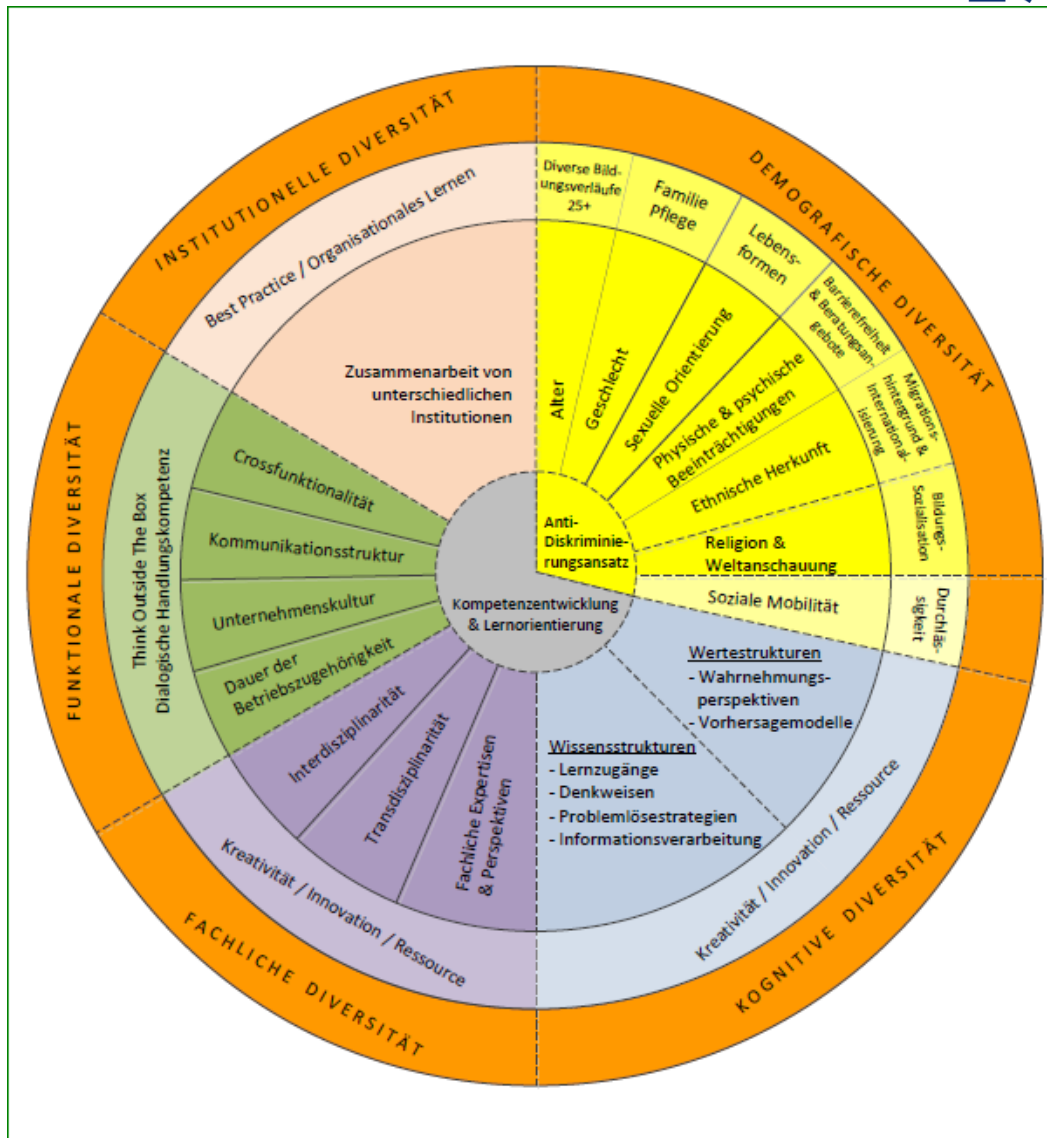 INSTITUTIONELLE DIVERSITÄT
Best Practice / Organisationales Lernen
Zusammenarbeit von
unterschiedlichen
Institutionen
DEMOGRAFISCHE DIVERSITÄT
Diverse Bild-
ungsverläufe
25+
Familie
Pflege
Lebens-
formen
Barrierefreiheit
& Beratungsan-
gebote
Migrations-
hintergrund &
International-
isierung
Bildungs-
Sozialisation
Durchläs-
sigkeit
Alter
Geschlecht
Sexuelle Orientierung
Physische & psychische
Beeinträchtigungen
Ethnische Herkunft
Religion &
Weltanschauung
Soziale Mobilität
Anti-
Diskriminie-
rungsansatz
Kompetenzentwicklung
& Lernorientierung
KOGNITIVE DIVERSITÄT
Kreativität / Innovation / Ressource
Wertestrukturen
- Wahrnehmungs-
perspektiven
- Vorhersagemodelle
Wissensstrukturen
- Lernzugänge
- Denkweisen
- Problemlösestrategien
- Informationsverarbeitung
FACHLICHE DIVERSITÄT
Kreativität / Innovation / Ressource
Fachliche Expertisen
& Perspektiven
Transdisziplinarität
Interdisziplinarität
FUNKTIONALE DIVERSITÄT
Think Outside The Box
Dialogische Handlungskompetenz
Crossfunktionalität
Kommunikationsstruktur
Unternehmenskultur
Dauer der
Betriebszugehörigkeit